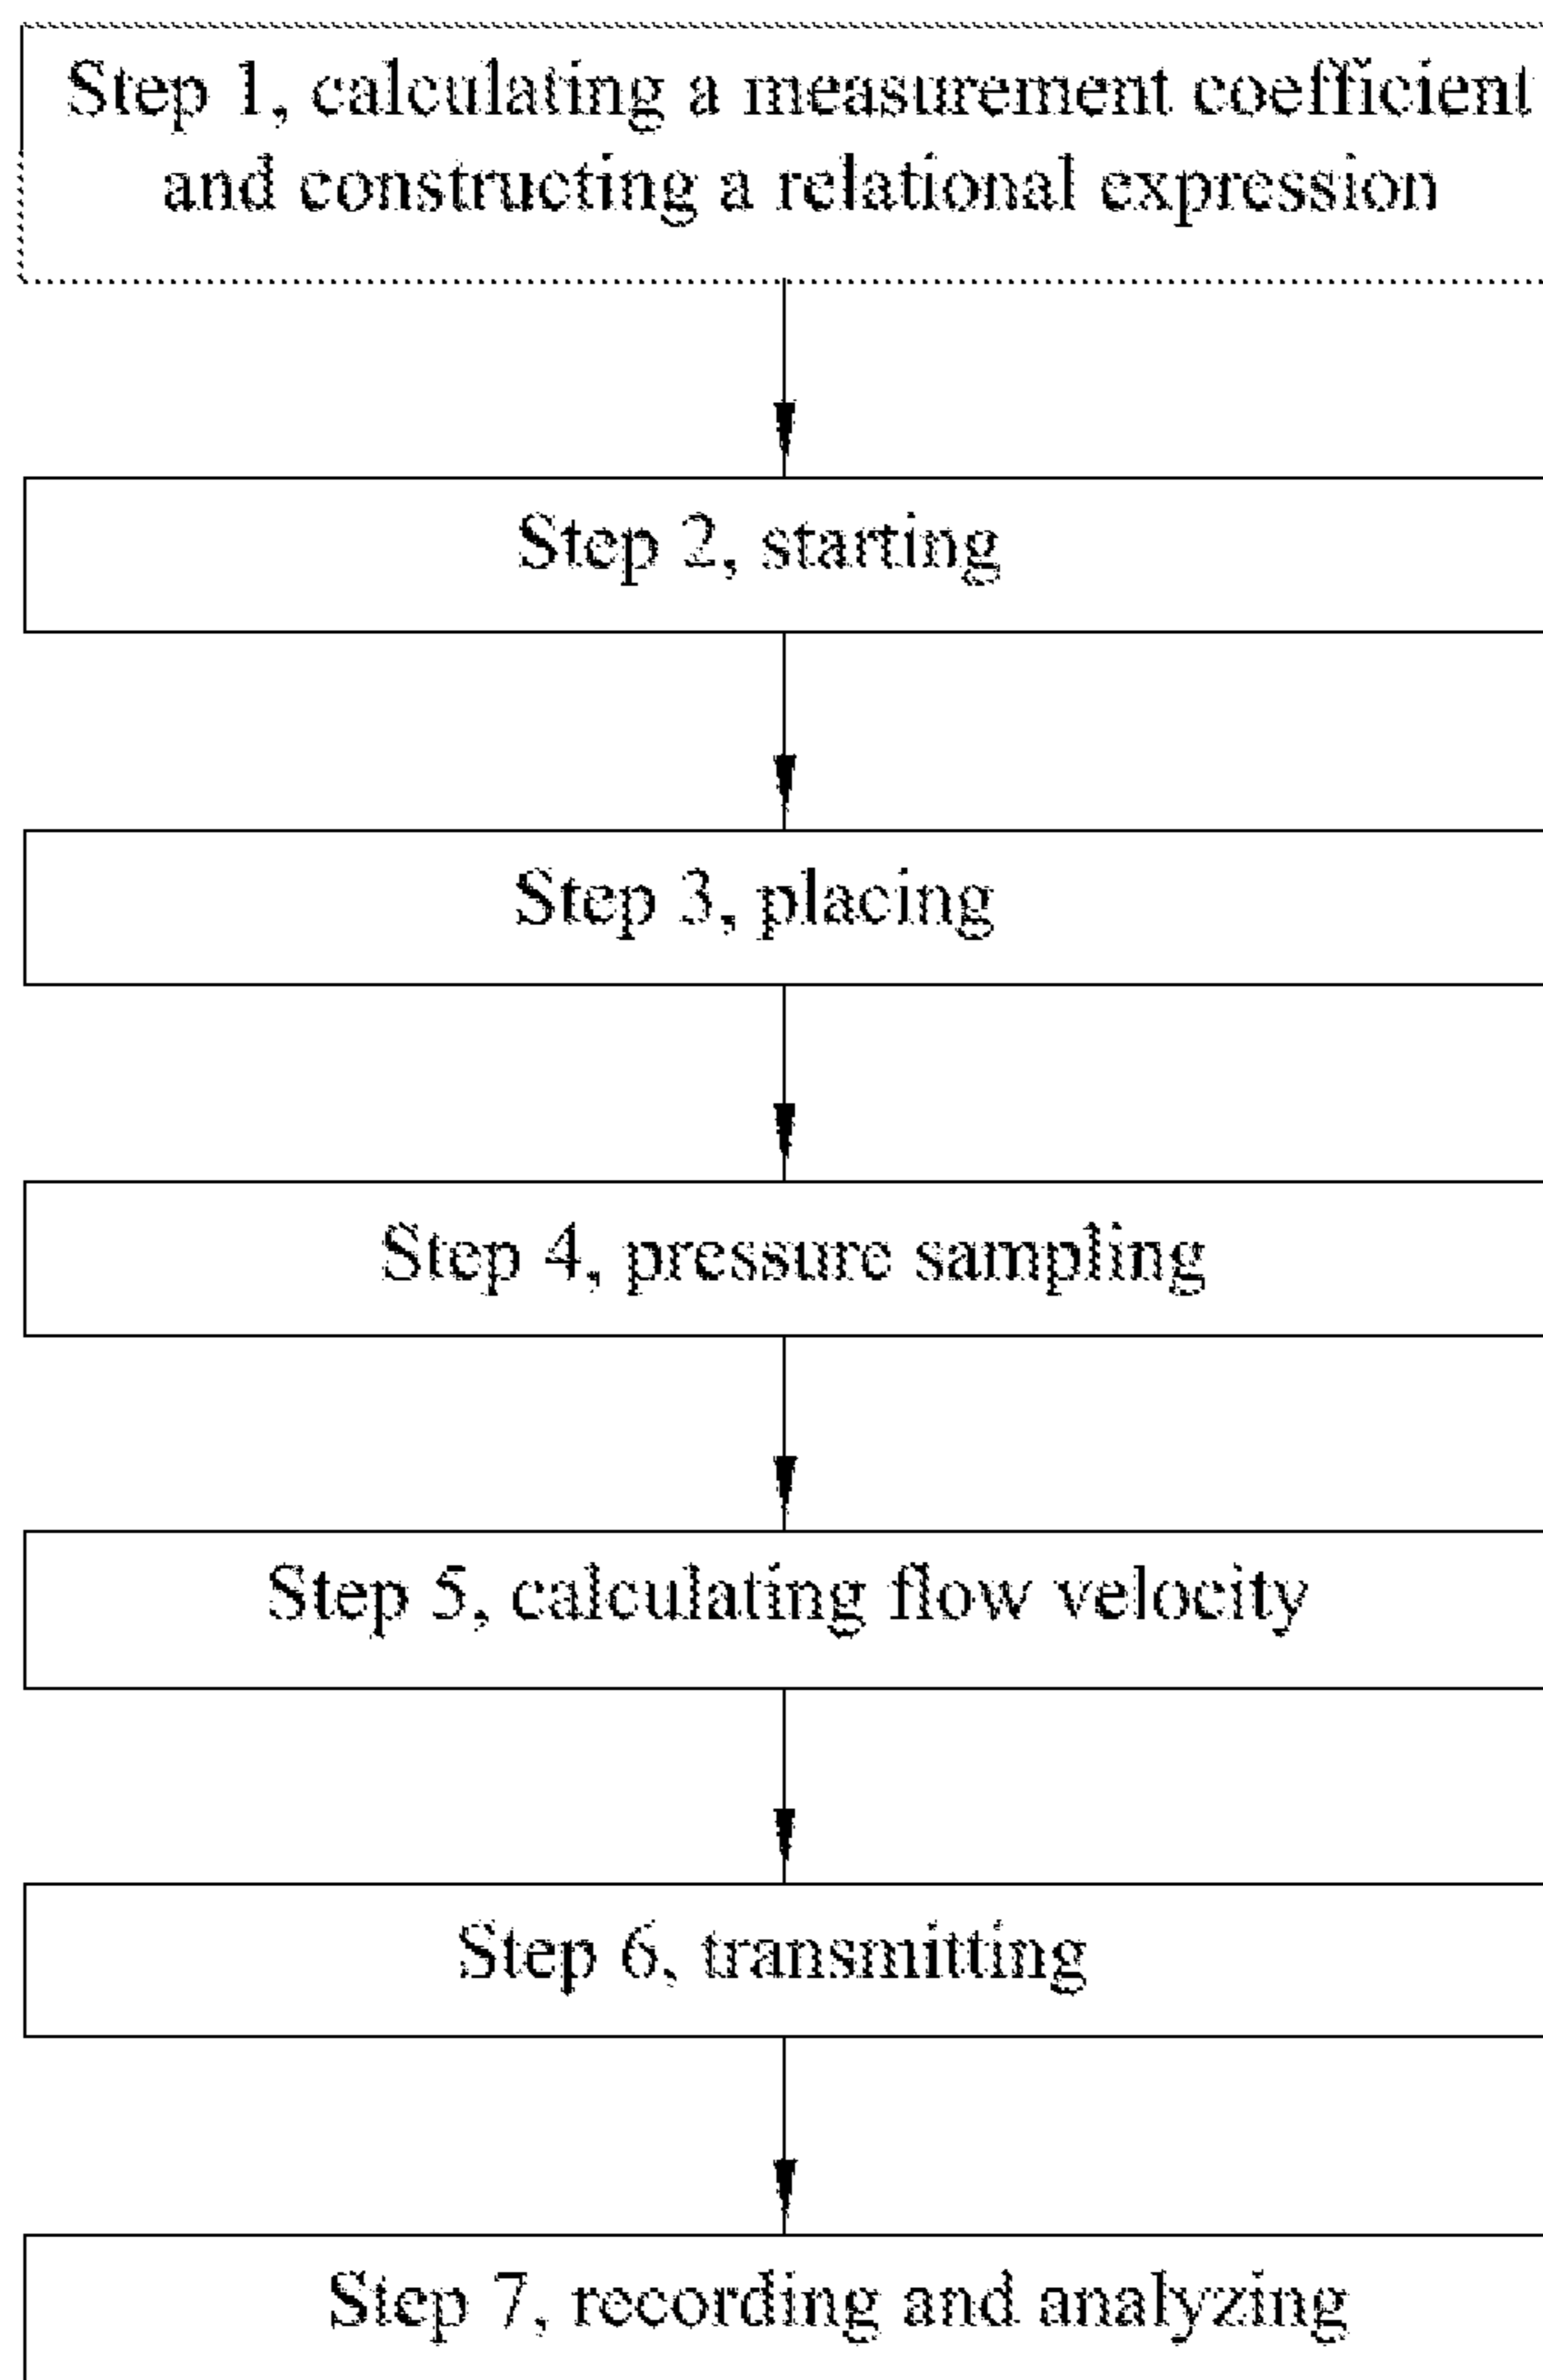 Step 1, calculating a measurement coefficient
and constructing a relational expression
Step 2, starting
Step 3, placing
Step 4, pressure sampling
Step 5, calculating flow velocity
Step 6, transmitting
Step 7, recording and analyzing